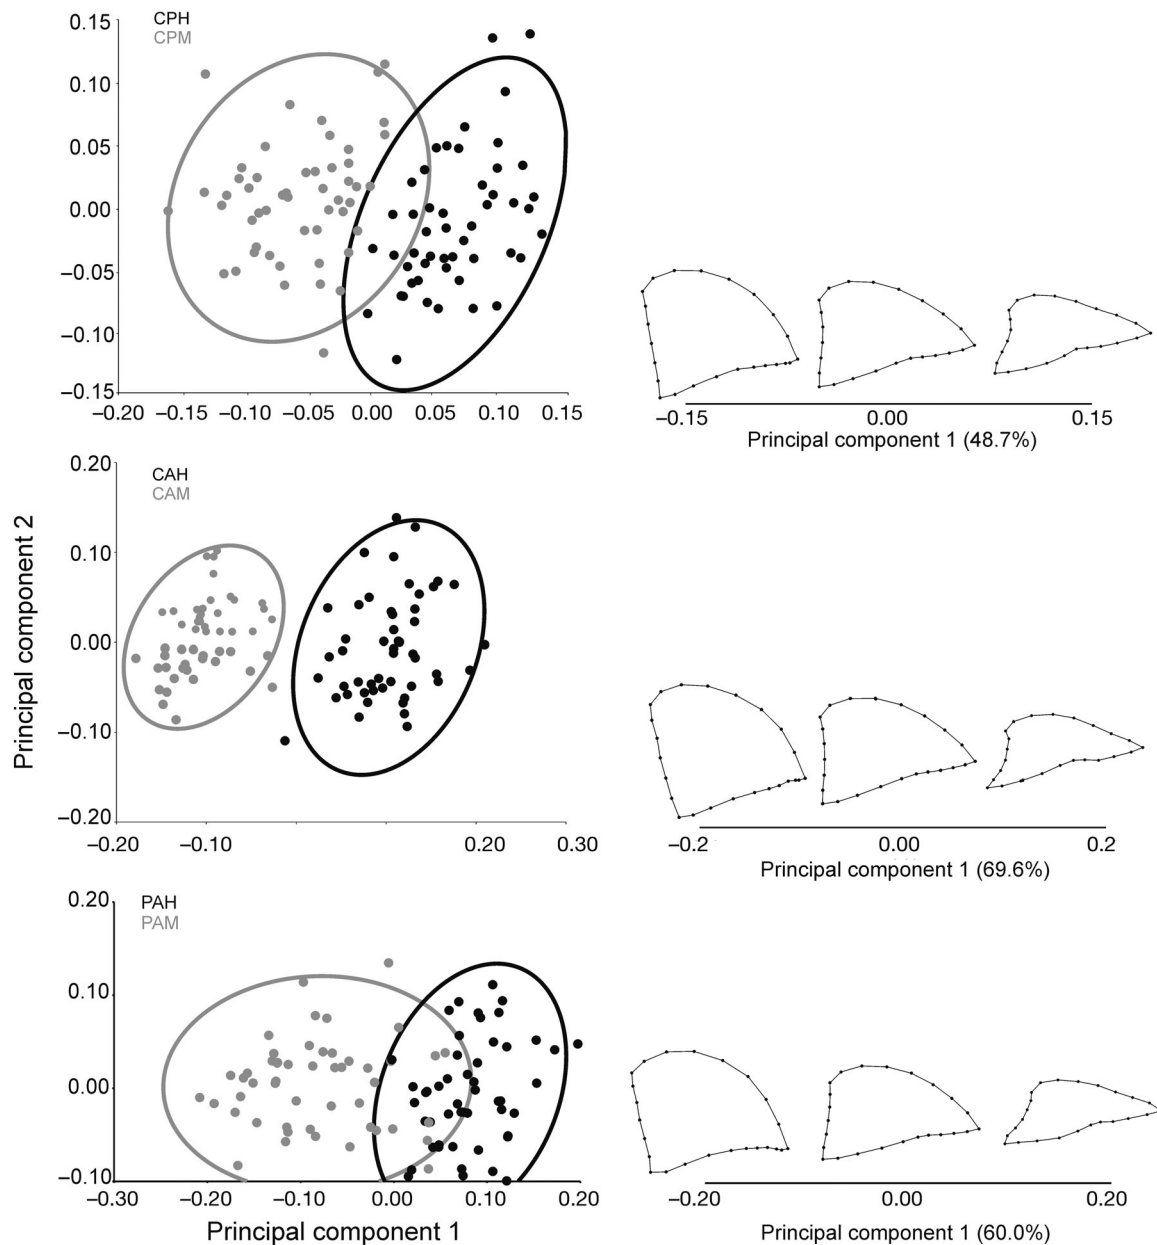 0.15
CPH
CPM
0.10
0.05
0.00
−0.05
−0.10
−0.15
−0.20 −0.15 −0.10 −0.05 0.00 0.05 0.10 0.15
−0.15 0.00 0.15
Principal component 1 (48.7%)
0.20
CAH
CAM
0.10
0.00
−0.10
−0.20
−0.20 −0.10 0.20 0.30
Principal component 2
−0.2 0.00 0.2
Principal component 1 (69.6%)
0.20
PAH
PAM
0.10
0.00
−0.10
−0.30 −0.20 −0.10 0.00 0.10 0.20
Principal component 1
−0.20 0.00 0.20
Principal component 1 (60.0%)